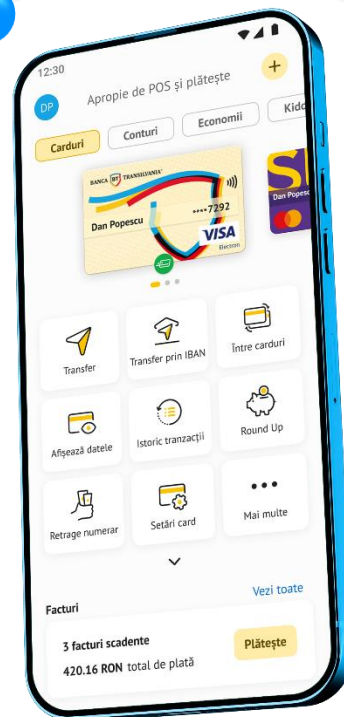 12:30
DP
Apropie de POS și plătește
+
Carduri
Conturi
Economii
BANCA BT TRANSILVANIA
Dan Popescu
••••7292
VISA
Electron
Dan Popesc
Transfer
Transfer prin IBAN
Între carduri
Afișează datele
Istoric tranzacții
Round Up
Retrage numerar
Setări card
Mai multe
Facturi
Vezi toate
3 facturi scadente
420.16 RON total de plată
Plătește